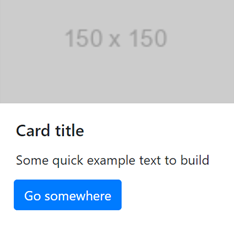 150 x 150
Card title
Some quick example text to build
Go somewhere